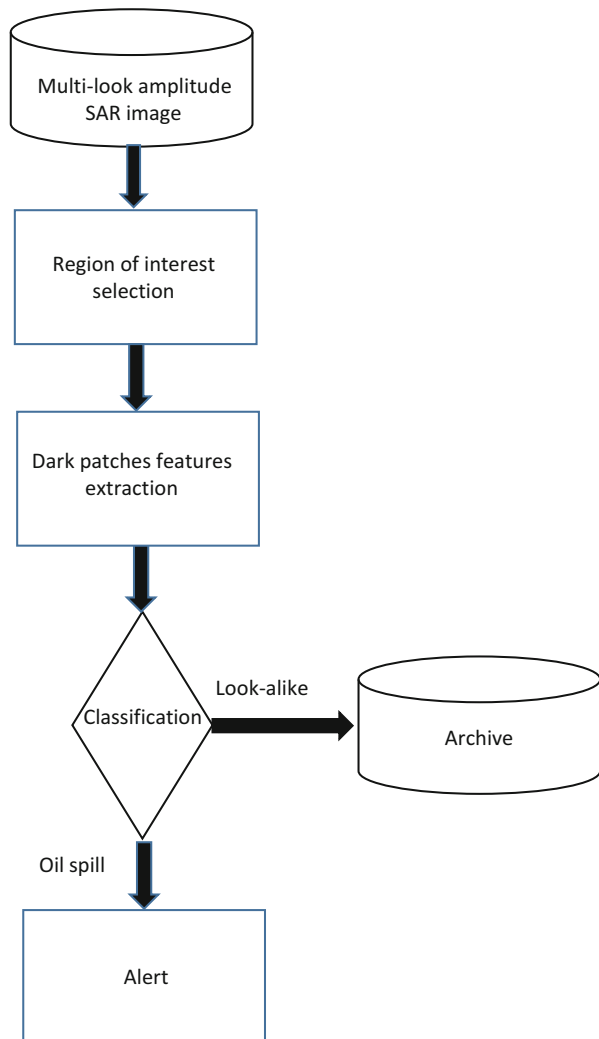 Multi-look amplitude
SAR image
Region of interest
selection
Dark patches features
extraction
Look-alike
Classification
Archive
Oil spill
Alert